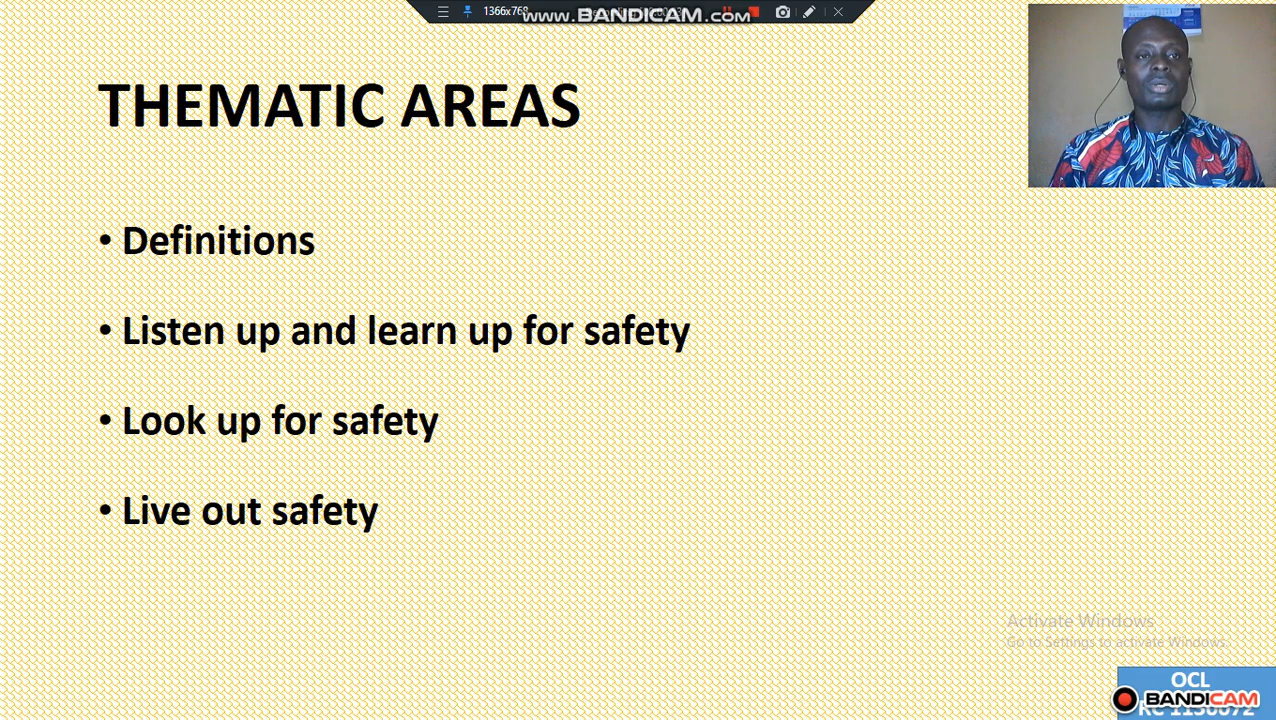 1366x768
www.BANDICAM.com
THEMATIC AREAS
• Definitions
• Listen up and learn up for safety
• Look up for safety
• Live out safety
Activate Windows
Go to Settings to activate Windows.
OCL
BANDICAM